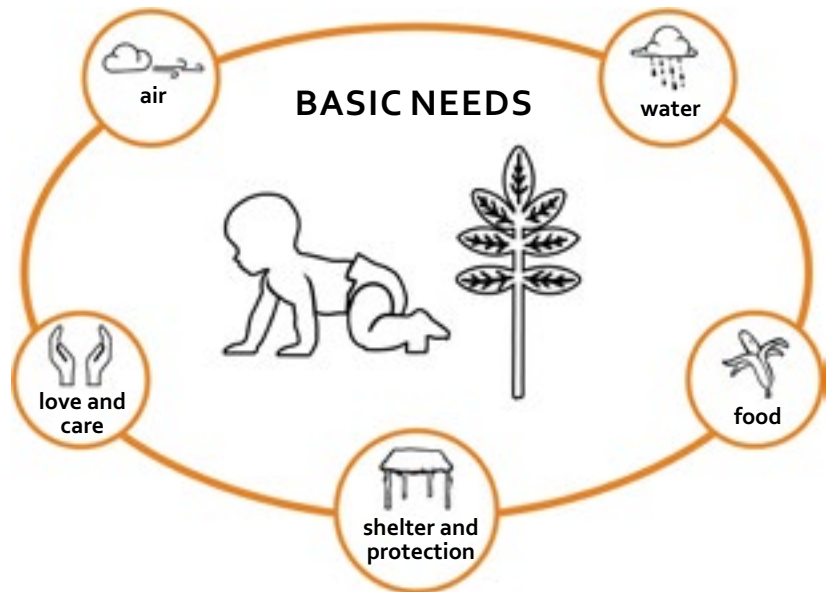 BASIC NEEDS
air
water
love and
care
food
shelter and
protection